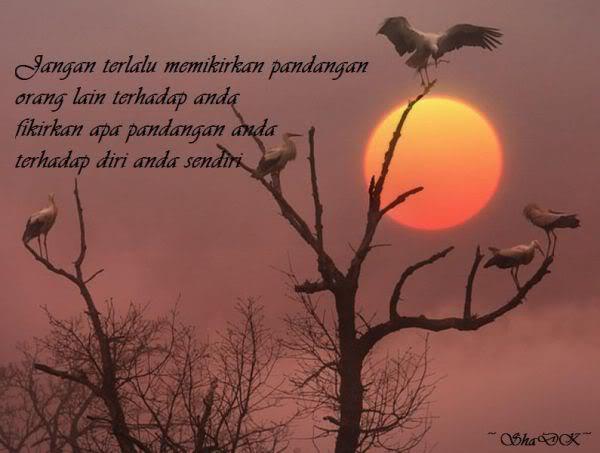 Jangan terlalu memikirkan pandangan
orang lain terhadap anda
fikirkan apa pandangan anda
terhadap diri anda sendiri
~ ShaDK ~